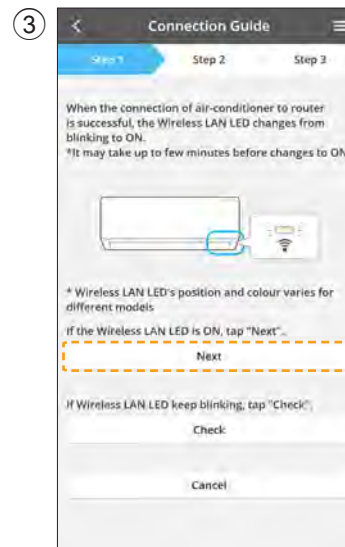 ③
Connection Guide
Step 1 Step 2 Step 3
When the connection of air-conditioner to router
is successful, the Wireless LAN LED changes from
blinking to ON.
*It may take up to few minutes before changes to ON
* Wireless LAN LED's position and colour varies for
different models
If the Wireless LAN LED is ON, tap "Next".
Next
If Wireless LAN LED keep blinking, tap "Check".
Check
Cancel